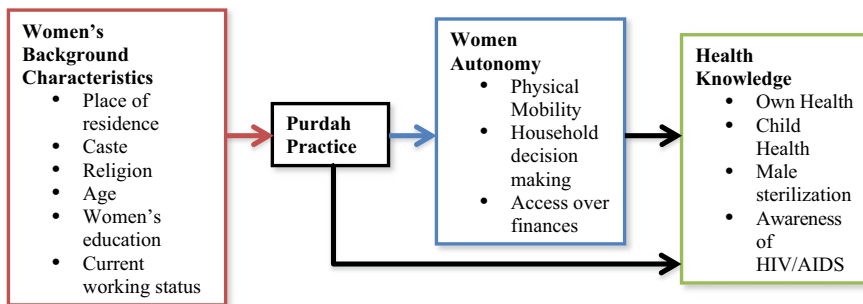 Women's
Background
Characteristics
• Place of
residence
• Caste
• Religion
• Age
• Women's
education
• Current
working status
Purdah
Practice
Women
Autonomy
• Physical
Mobility
• Household
decision
making
• Access over
finances
Health
Knowledge
• Own Health
• Child
Health
• Male
sterilization
• Awareness
of
HIV/AIDS